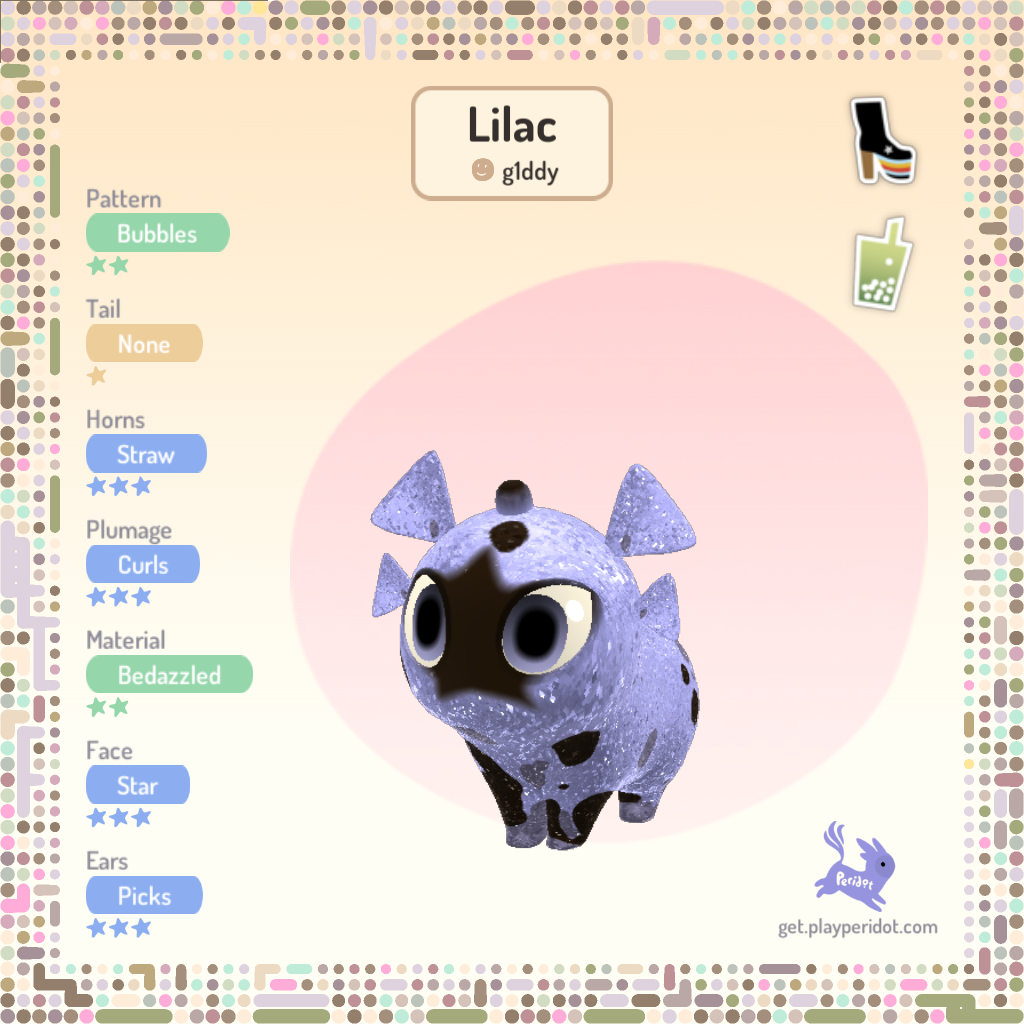 Lilac
g1ddy
Pattern
Bubbles
Tail
None
Horns
Straw
Plumage
Curls
Material
Bedazzled
Face
Star
Ears
Picks
Peridot
get.playperidot.com